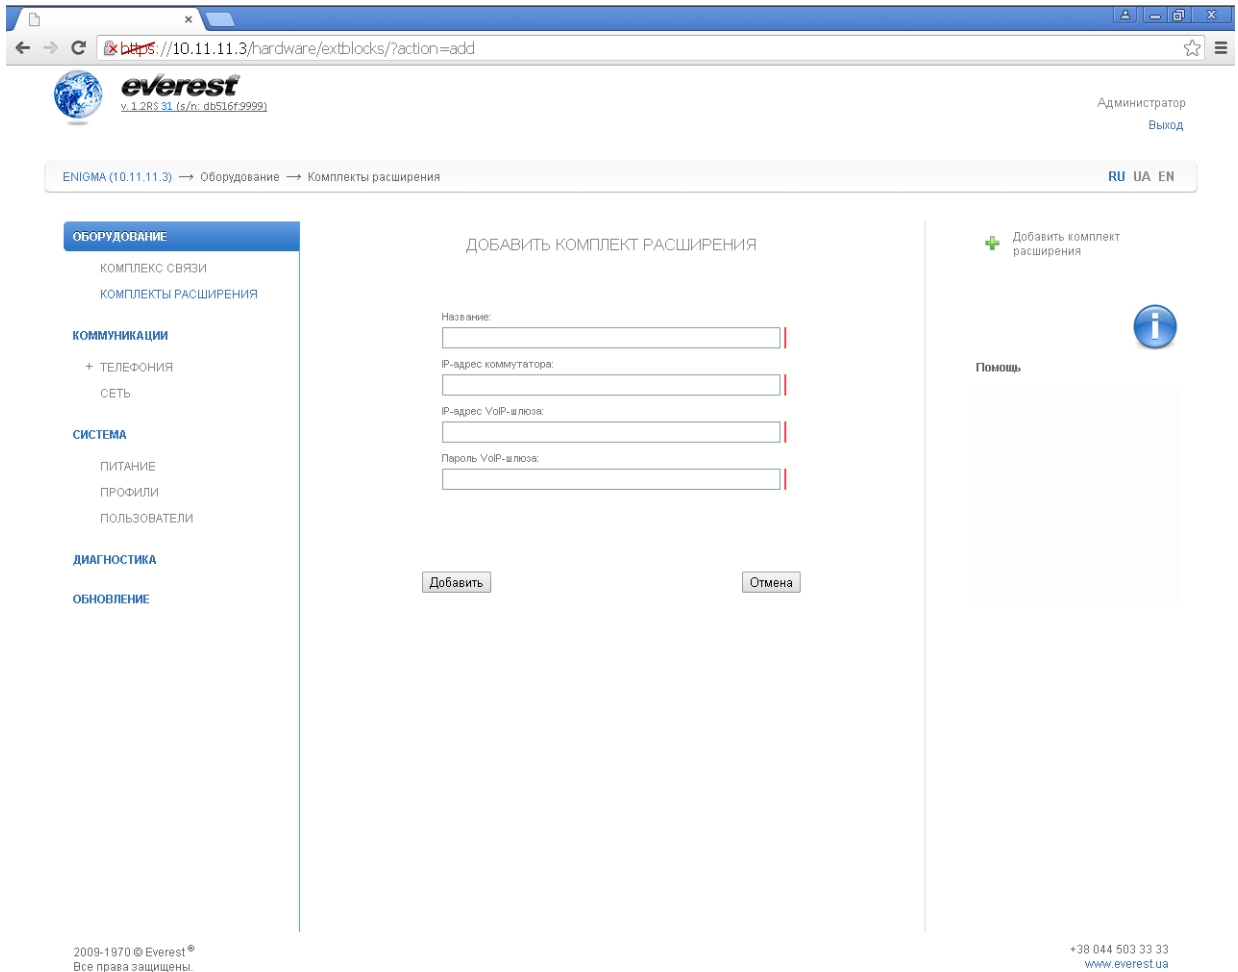 https://10.11.11.3/hardware/extblocks/?action=add
everest®
v. 1.2RS 31 (s/n: db516f:9999)
Администратор
Выход
ENIGMA (10.11.11.3) → Оборудование → Комплекты расширения
RU UA EN
ОБОРУДОВАНИЕ
КОМПЛЕКС СВЯЗИ
КОМПЛЕКТЫ РАСШИРЕНИЯ
КОММУНИКАЦИИ
+ ТЕЛЕФОНИЯ
СЕТЬ
СИСТЕМА
ПИТАНИЕ
ПРОФИЛИ
ПОЛЬЗОВАТЕЛИ
ДИАГНОСТИКА
ОБНОВЛЕНИЕ
ДОБАВИТЬ КОМПЛЕКТ РАСШИРЕНИЯ
Название:
IP-адрес коммутатора:
IP-адрес VoIP-шлюза:
Пароль VoIP-шлюза:
Добавить
Отмена
Добавить комплект
расширения
Помощь
2009-1970 © Everest ®
Все права защищены.
+38 044 503 33 33
www.everest.ua